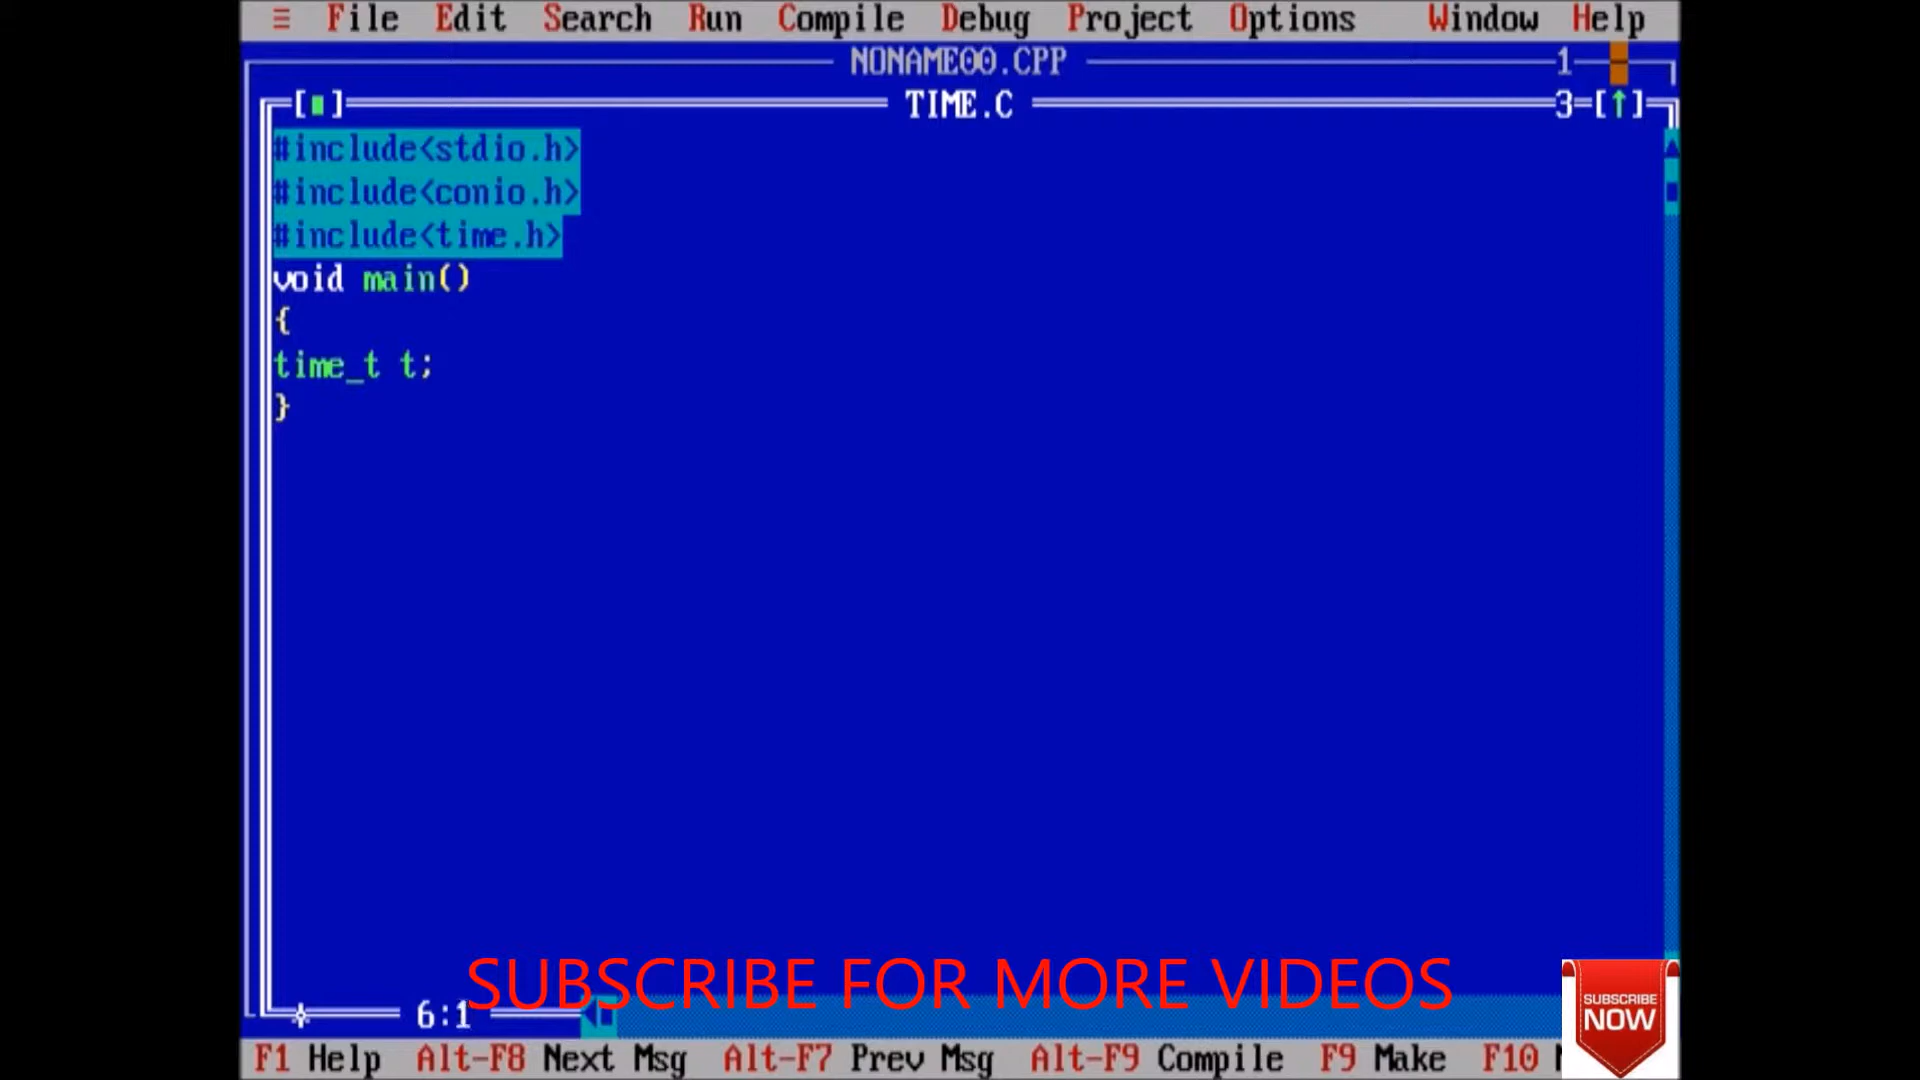 ≡ File Edit Search Run Compile Debug Project Options Window Help
NONAME00.CPP 1
[■] TIME.C 3=[↑]
#include<stdio.h>
#include<conio.h>
#include<time.h>
void main()
{
time_t t;
}
SUBSCRIBE FOR MORE VIDEOS
6:1
SUBSCRIBE
NOW
F1 Help Alt-F8 Next Msg Alt-F7 Prev Msg Alt-F9 Compile F9 Make F10